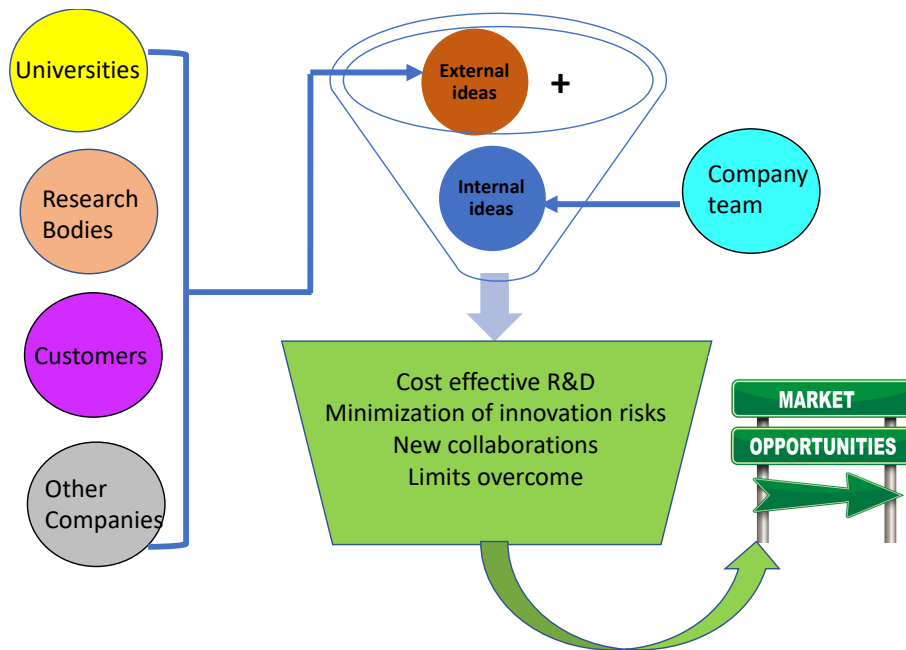 Universities
Research
Bodies
Customers
Other
Companies
External
ideas
+
Internal
ideas
Company
team
Cost effective R&D
Minimization of innovation risks
New collaborations
Limits overcome
MARKET
OPPORTUNITIES